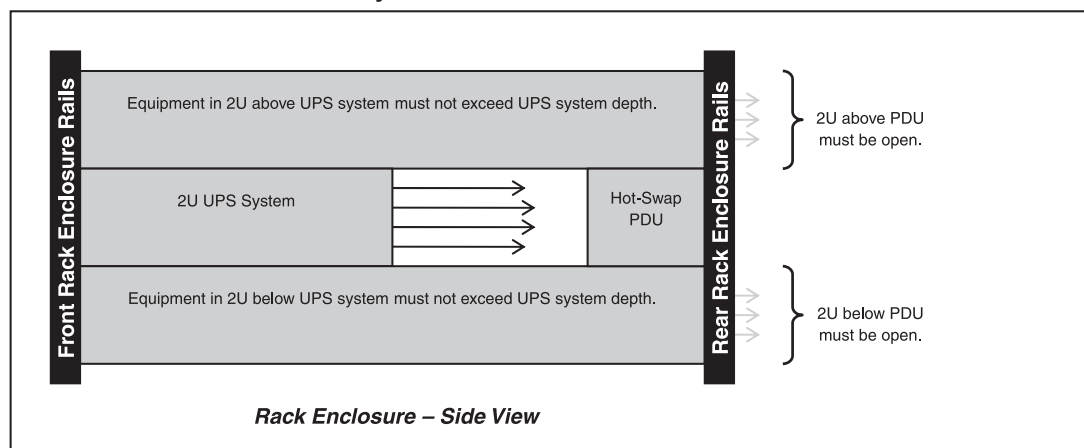 Front Rack Enclosure Rails
Equipment in 2U above UPS system must not exceed UPS system depth.
2U UPS System
Hot-Swap
PDU
Equipment in 2U below UPS system must not exceed UPS system depth.
Rear Rack Enclosure Rails
2U above PDU
must be open.
2U below PDU
must be open.
Rack Enclosure – Side View